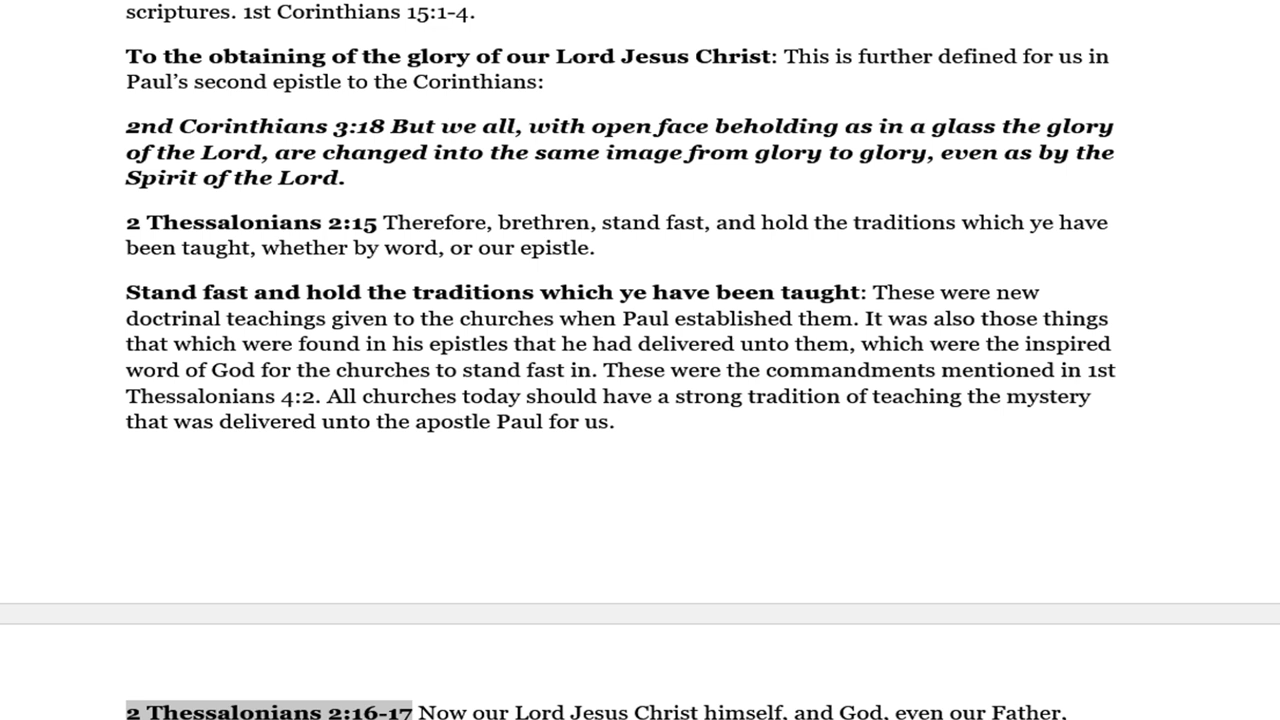 scriptures. 1st Corinthians 15:1-4.
To the obtaining of the glory of our Lord Jesus Christ: This is further defined for us in
Paul’s second epistle to the Corinthians:
2nd Corinthians 3:18 But we all, with open face beholding as in a glass the glory
of the Lord, are changed into the same image from glory to glory, even as by the
Spirit of the Lord.
2 Thessalonians 2:15 Therefore, brethren, stand fast, and hold the traditions which ye have
been taught, whether by word, or our epistle.
Stand fast and hold the traditions which ye have been taught: These were new
doctrinal teachings given to the churches when Paul established them. It was also those things
that which were found in his epistles that he had delivered unto them, which were the inspired
word of God for the churches to stand fast in. These were the commandments mentioned in 1st
Thessalonians 4:2. All churches today should have a strong tradition of teaching the mystery
that was delivered unto the apostle Paul for us.
2 Thessalonians 2:16-17 Now our Lord Jesus Christ himself, and God, even our Father,